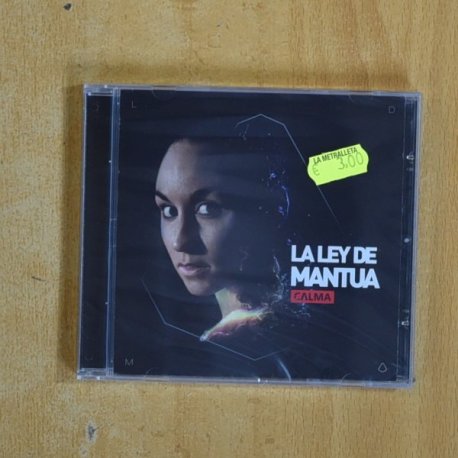 L D
LA METRALLETA
€ 3.00
LA LEY DE
MANTUA
CALMA
M